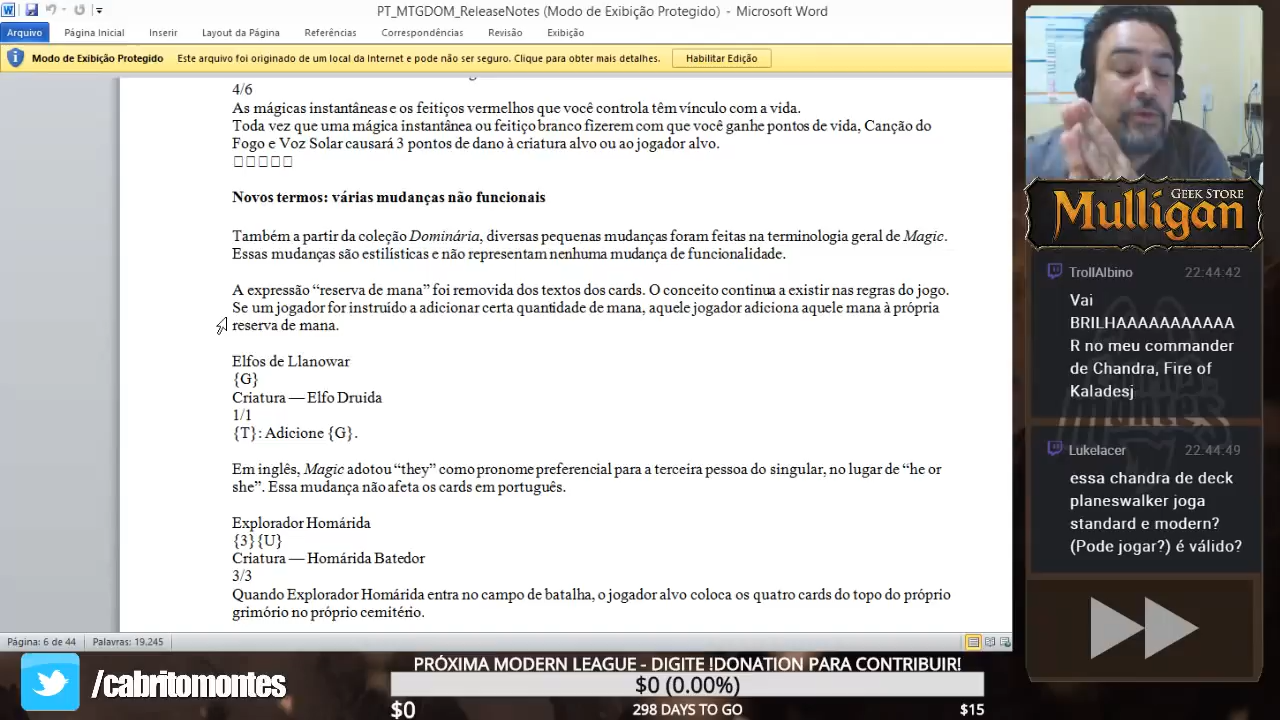 PT_MTGDOM_ReleaseNotes (Modo de Exibição Protegido) - Microsoft Word
Arquivo Página Inicial Inserir Layout da Página Referências Correspondências Revisão Exibição
Modo de Exibição Protegido Este arquivo foi originado de um local da Internet e pode não ser seguro. Clique para obter mais detalhes. Habilitar Edição
4/6
As mágicas instantâneas e os feitiços vermelhos que você controla têm vínculo com a vida.
Toda vez que uma mágica instantânea ou feitiço branco fizerem com que você ganhe pontos de vida, Canção do
Fogo e Voz Solar causará 3 pontos de dano à criatura alvo ou ao jogador alvo.
Novos termos: várias mudanças não funcionais
Também a partir da coleção Dominária, diversas pequenas mudanças foram feitas na terminologia geral de Magic.
Essas mudanças são estilísticas e não representam nenhuma mudança de funcionalidade.
A expressão “reserva de mana” foi removida dos textos dos cards. O conceito continua a existir nas regras do jogo.
Se um jogador for instruído a adicionar certa quantidade de mana, aquele jogador adiciona aquele mana à própria
reserva de mana.
Elfos de Llanowar
{G}
Criatura — Elfo Druida
1/1
{T}: Adicione {G}.
Em inglês, Magic adotou “they” como pronome preferencial para a terceira pessoa do singular, no lugar de “he or
she”. Essa mudança não afeta os cards em português.
Explorador Homárida
{3}{U}
Criatura — Homárida Batedor
3/3
Quando Explorador Homárida entra no campo de batalha, o jogador alvo coloca os quatro cards do topo do próprio
grimório no próprio cemitério.
Página: 6 de 44 Palavras: 19.245
Mulligan
GEEK STORE
TrollAlbino 22:44:42
Vai
BRILHAAAAAAAAAAA
R no meu commander
de Chandra, Fire of
Kaladesj
Lukelacer 22:44:49
essa chandra de deck
planeswalker joga
standard e modern?
(Pode jogar?) é válido?
/cabritomontes
PRÓXIMA MODERN LEAGUE - DIGITE !DONATION PARA CONTRIBUIR!
$0 (0.00%)
$0 298 DAYS TO GO $15